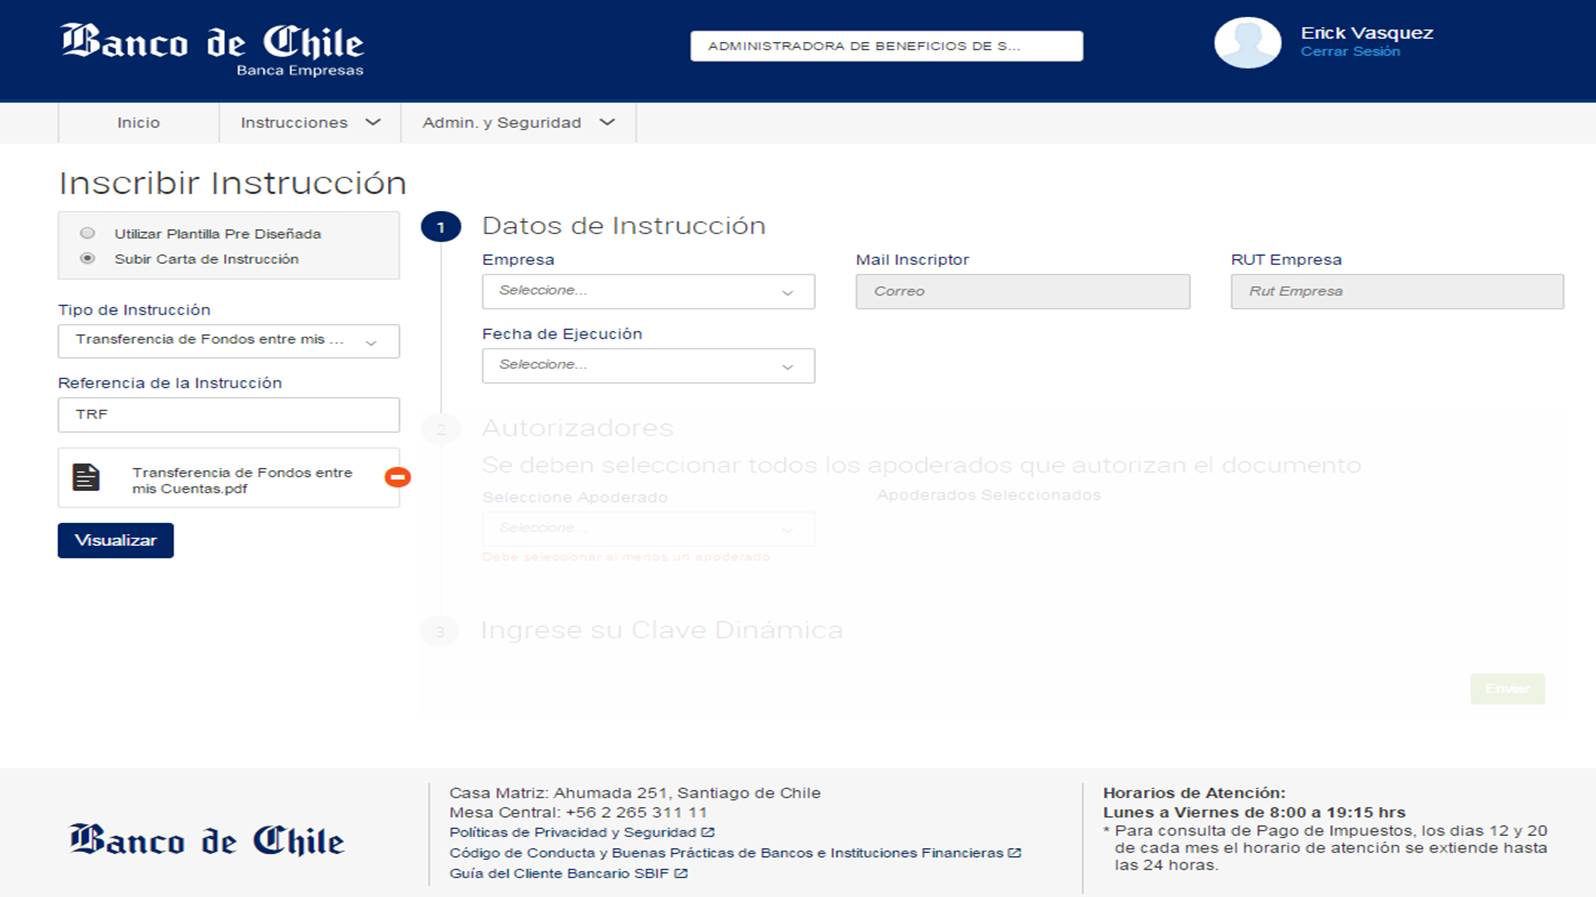 Banco de Chile
Banca Empresas
ADMINISTRADORA DE BENEFICIOS DE S...
Erick Vasquez
Cerrar Sesión
Inicio
Instrucciones
Admin. y Seguridad
Inscribir Instrucción
Utilizar Plantilla Pre Diseñada
Subir Carta de Instrucción
Tipo de Instrucción
Transferencia de Fondos entre mis ...
Referencia de la Instrucción
TRF
Transferencia de Fondos entre
mis Cuentas.pdf
Visualizar
1 Datos de Instrucción
Empresa
Seleccione...
Mail Inscriptor
Correo
RUT Empresa
Rut Empresa
Fecha de Ejecución
Seleccione...
2 Autorizadores
Se deben seleccionar todos los apoderados que autorizan el documento
Seleccione Apoderado
Apoderados Seleccionados
Seleccione...
Debe seleccionar al menos un apoderado
3 Ingrese su Clave Dinámica
Enviar
Banco de Chile
Casa Matriz: Ahumada 251, Santiago de Chile
Mesa Central: +56 2 265 311 11
Políticas de Privacidad y Seguridad
Código de Conducta y Buenas Prácticas de Bancos e Instituciones Financieras
Guía del Cliente Bancario SBIF
Horarios de Atención:
Lunes a Viernes de 8:00 a 19:15 hrs
* Para consulta de Pago de Impuestos, los dias 12 y 20
de cada mes el horario de atención se extiende hasta
las 24 horas.